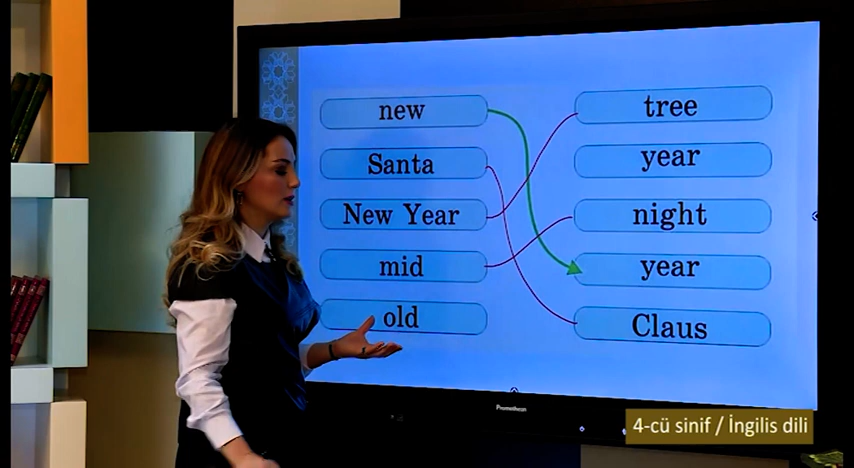 new
tree
Santa
year
New Year
night
mid
year
old
Claus
Promethean
4-cü sinif / İngilis dili